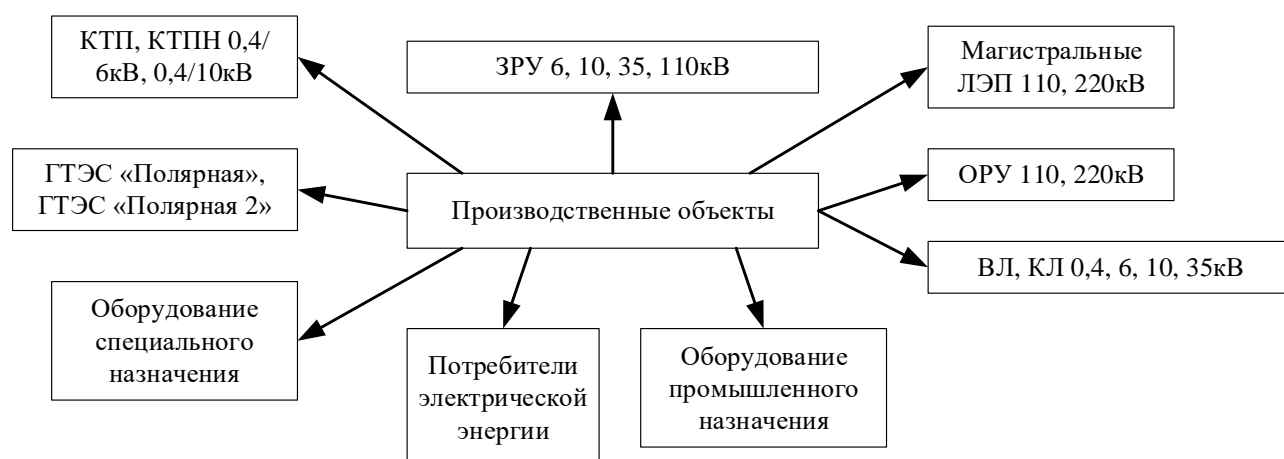 КТП, КТПН 0,4/
6кВ, 0,4/10кВ
ЗРУ 6, 10, 35, 110кВ
Магистральные
ЛЭП 110, 220кВ
ГТЭС «Полярная»,
ГТЭС «Полярная 2»
Производственные объекты
ОРУ 110, 220кВ
ВЛ, КЛ 0,4, 6, 10, 35кВ
Оборудование
специального
назначения
Потребители
электрической
энергии
Оборудование
промышленного
назначения